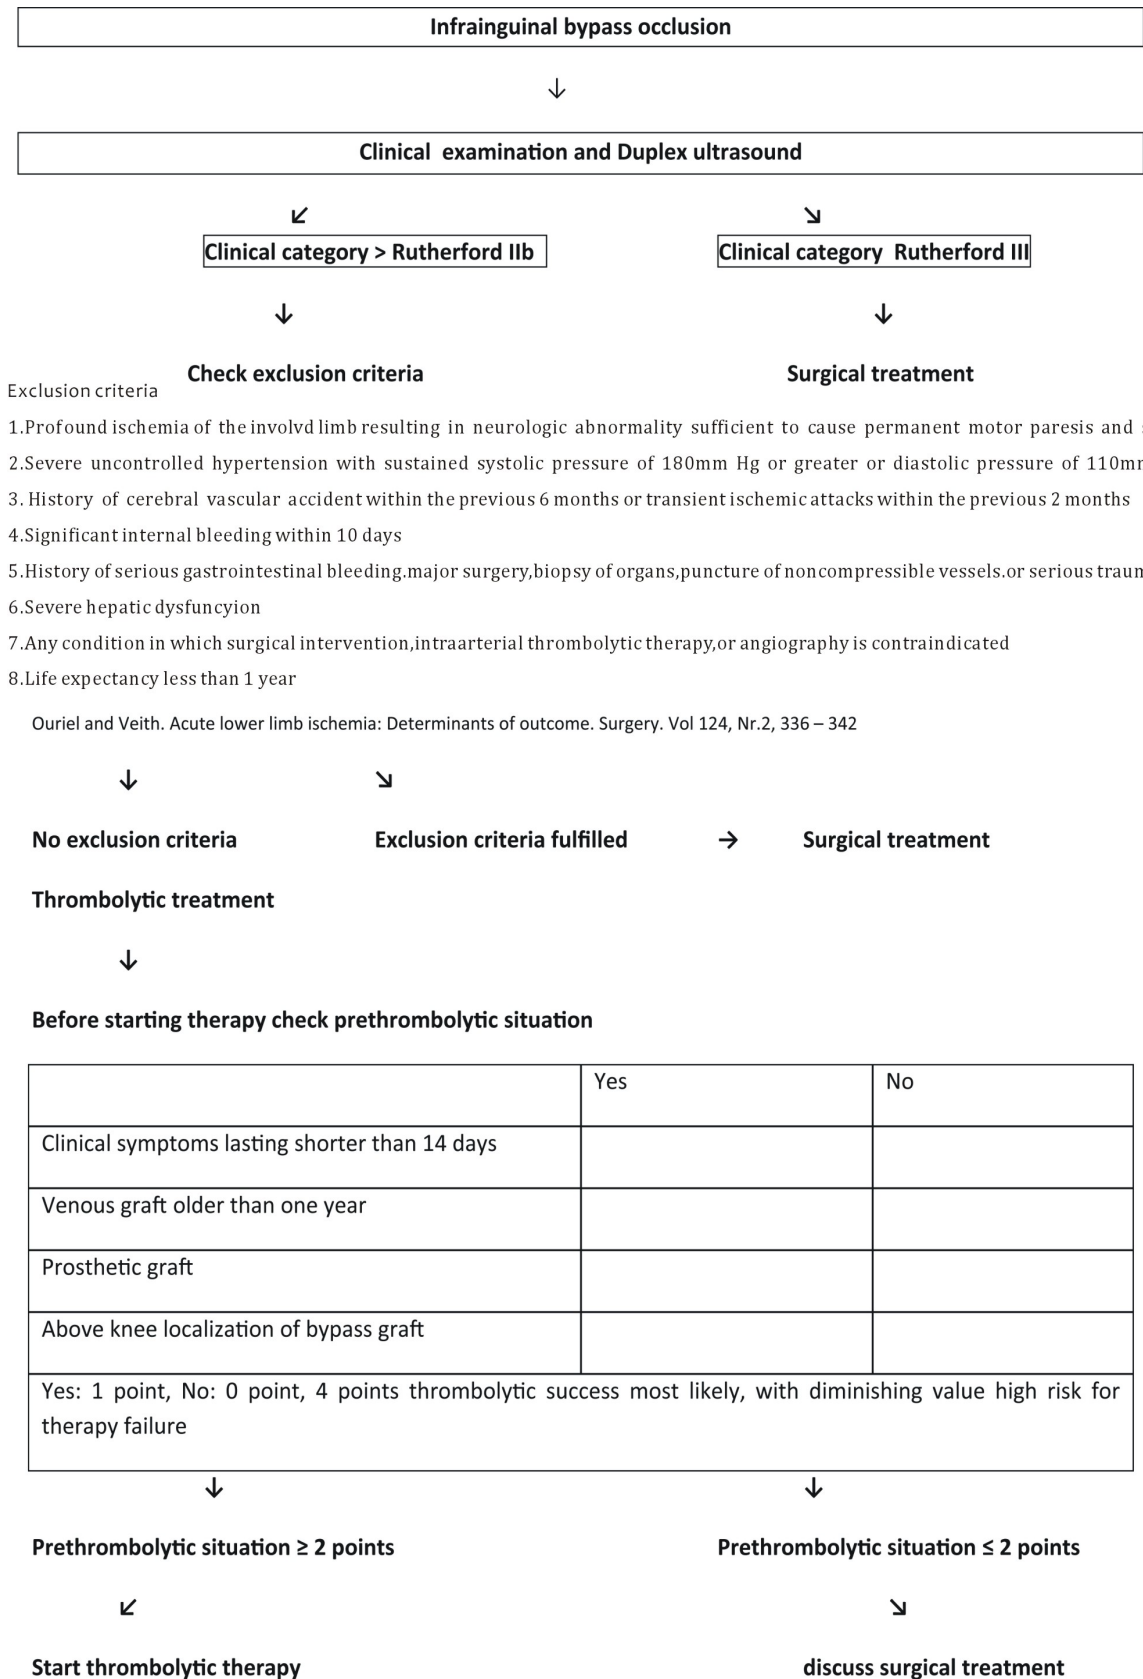 Infrainguinal bypass occlusion
↓
Clinical examination and Duplex ultrasound
↙ ↘
Clinical category > Rutherford IIb Clinical category Rutherford III
↓ ↓
Check exclusion criteria Surgical treatment
Exclusion criteria
1.Profound ischemia of the involvd limb resulting in neurologic abnormality sufficient to cause permanent motor paresis and
2.Severe uncontrolled hypertension with sustained systolic pressure of 180mm Hg or greater or diastolic pressure of 110m
3. History of cerebral vascular accident within the previous 6 months or transient ischemic attacks within the previous 2 months
4.Significant internal bleeding within 10 days
5.History of serious gastrointestinal bleeding.major surgery,biopsy of organs,puncture of noncompressible vessels.or serious traum
6.Severe hepatic dysfuncyion
7.Any condition in which surgical intervention,intraarterial thrombolytic therapy,or angiography is contraindicated
8.Life expectancy less than 1 year
Ouriel and Veith. Acute lower limb ischemia: Determinants of outcome. Surgery. Vol 124, Nr.2, 336 – 342
↓ ↘
No exclusion criteria Exclusion criteria fulfilled → Surgical treatment
Thrombolytic treatment
↓
Before starting therapy check prethrombolytic situation
Yes No
Clinical symptoms lasting shorter than 14 days
Venous graft older than one year
Prosthetic graft
Above knee localization of bypass graft
Yes: 1 point, No: 0 point, 4 points thrombolytic success most likely, with diminishing value high risk for
therapy failure
↓ ↓
Prethrombolytic situation ≥ 2 points Prethrombolytic situation ≤ 2 points
↙ ↘
Start thrombolytic therapy discuss surgical treatment